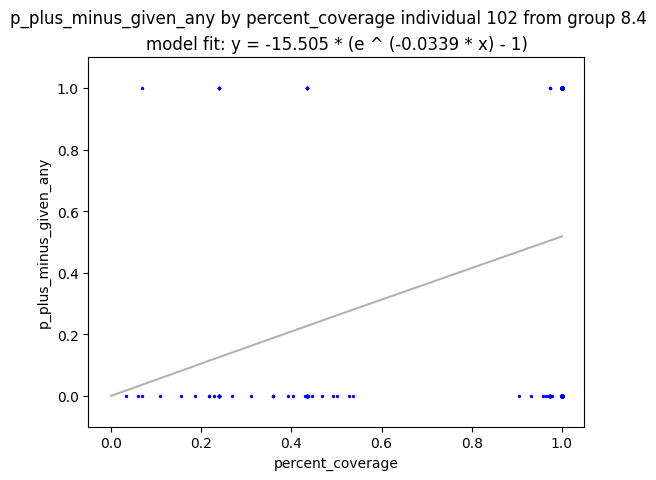 p_plus_minus_given_any by percent_coverage individual 102 from group 8.4
model fit: y = -15.505 * (e ^ (-0.0339 * x) - 1)
1.0
0.8
0.6
0.4
0.2
0.0
p_plus_minus_given_any
0.0 0.2 0.4 0.6 0.8 1.0
percent_coverage